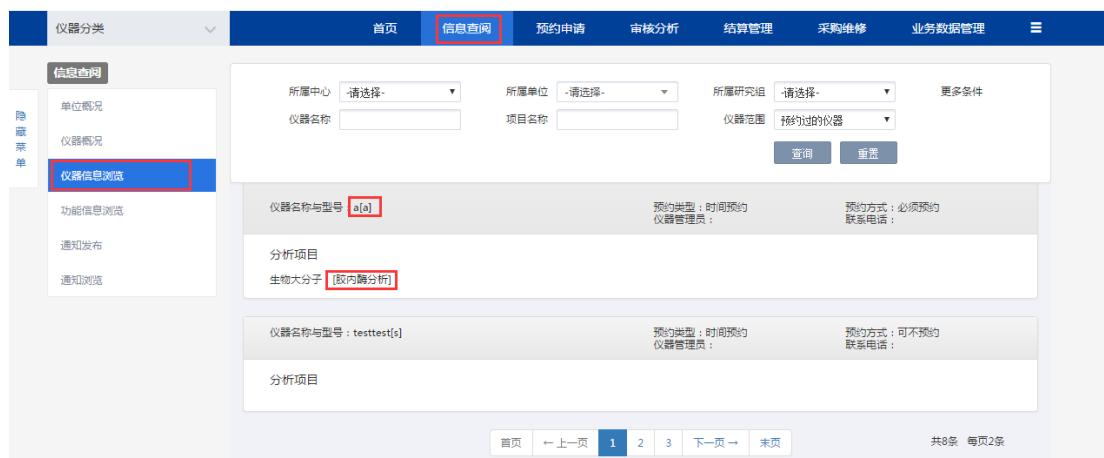 仪器分类 首页 信息查阅 预约申请 审核分析 结算管理 采购维修 业务数据管理
信息查阅
单位概况
仪器概况
仪器信息浏览
功能信息浏览
通知发布
通知浏览
隐藏菜单
所属中心 -请选择- 所属单位 -请选择- 所属研究组 -请选择- 更多条件
仪器名称 项目名称 仪器范围 预约过的仪器
查询 重置
仪器名称与型号：a[a] 预约类型：时间预约 预约方式：必须预约
仪器管理员： 联系电话：
分析项目
生物大分子 [胶内酶分析]
仪器名称与型号：testtest[s] 预约类型：时间预约 预约方式：可不预约
仪器管理员： 联系电话：
分析项目
首页 ←上一页 1 2 3 下一页→ 末页 共8条 每页2条